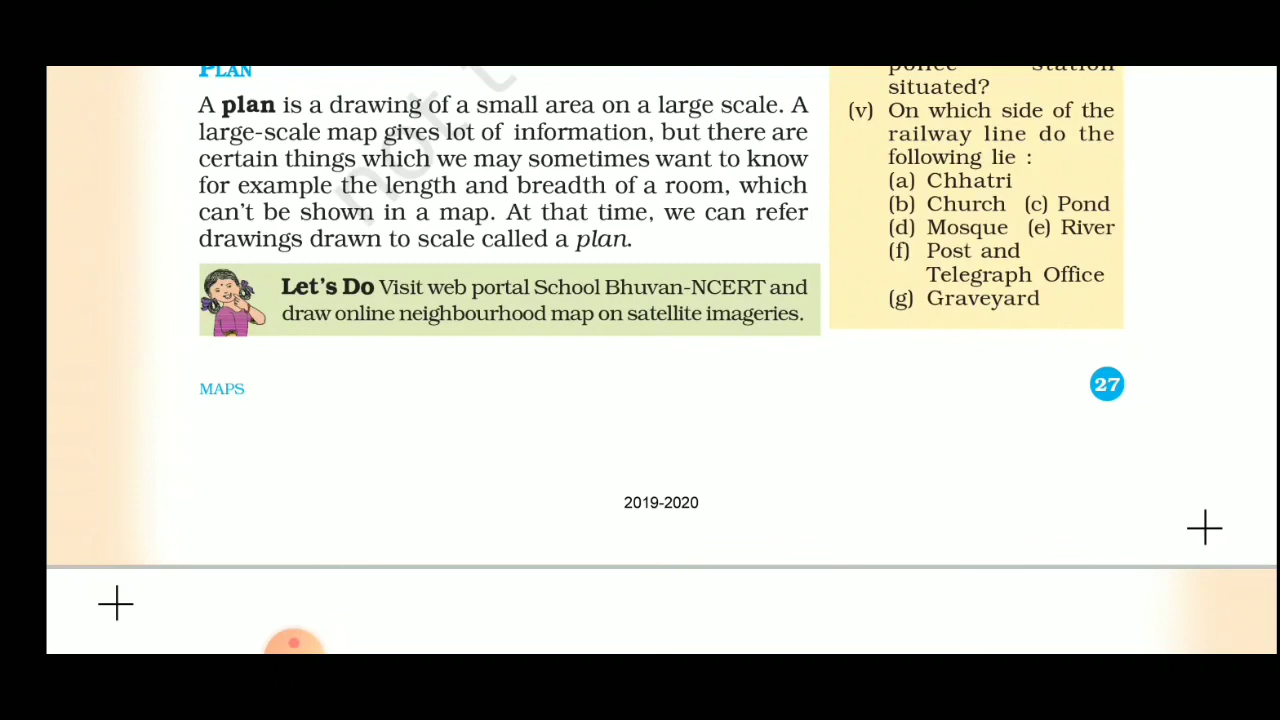 PLAN
A plan is a drawing of a small area on a large scale. A
large-scale map gives lot of information, but there are
certain things which we may sometimes want to know
for example the length and breadth of a room, which
can't be shown in a map. At that time, we can refer
drawings drawn to scale called a plan.
Let's Do Visit web portal School Bhuvan-NCERT and
draw online neighbourhood map on satellite imageries.
police station
situated?
(v) On which side of the
railway line do the
following lie :
(a) Chhatri
(b) Church (c) Pond
(d) Mosque (e) River
(f) Post and
Telegraph Office
(g) Graveyard
MAPS
27
2019-2020
not t